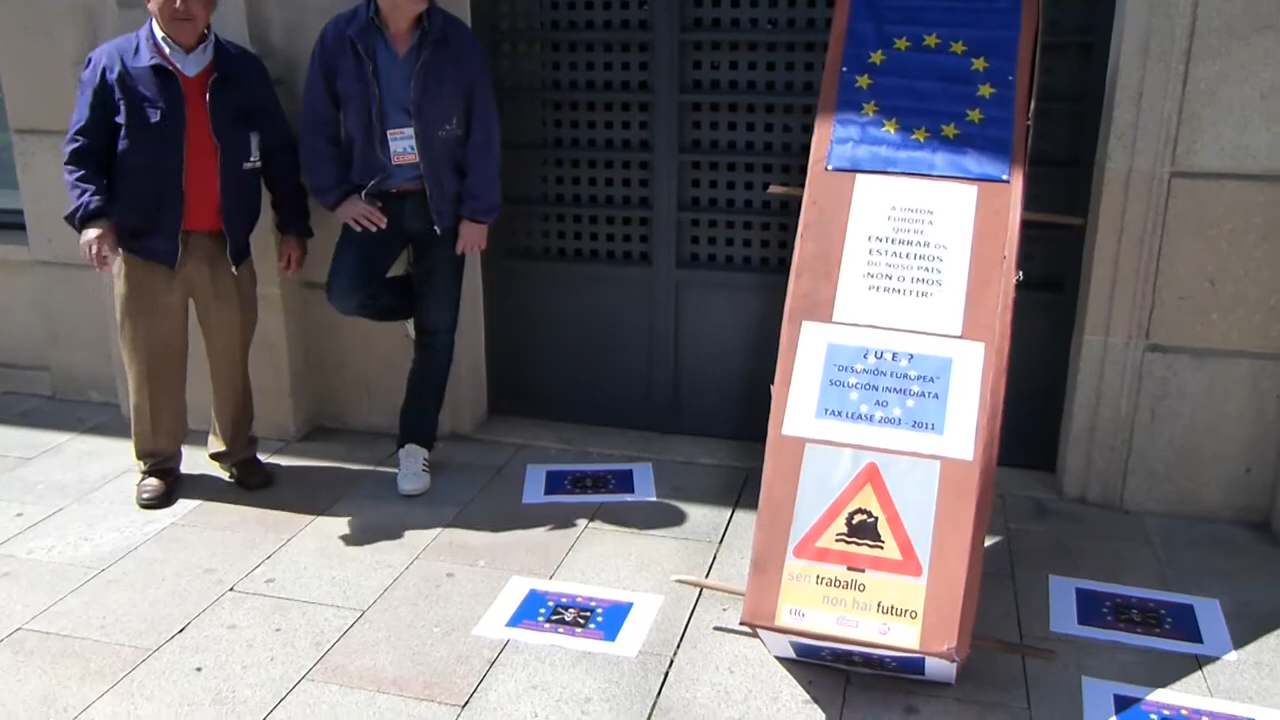 A UNION
EUROPEA
QUERE
ENTERRAR OS
ESTALEIROS
DO NOSO PAÍS
¡NON O IMOS
PERMITIR!
¿ U. E. ?
"DESUNIÓN EUROPEA"
SOLUCIÓN INMEDIATA
AO
TAX LEASE 2003 - 2011
sen traballo
non hai futuro
CIG
CCOO